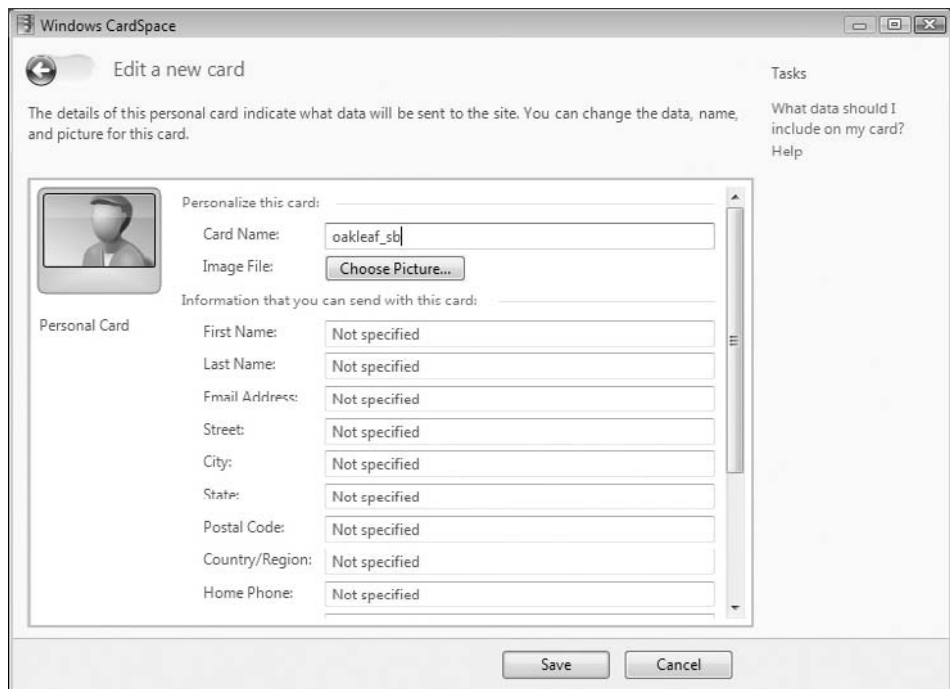 Windows CardSpace
Edit a new card
The details of this personal card indicate what data will be sent to the site. You can change the data, name,
and picture for this card.
Tasks
What data should I
include on my card?
Help
Personal Card
Personalize this card:
Card Name: oakleaf_sb
Image File: Choose Picture...
Information that you can send with this card:
First Name: Not specified
Last Name: Not specified
Email Address: Not specified
Street: Not specified
City: Not specified
State: Not specified
Postal Code: Not specified
Country/Region: Not specified
Home Phone: Not specified
Save Cancel